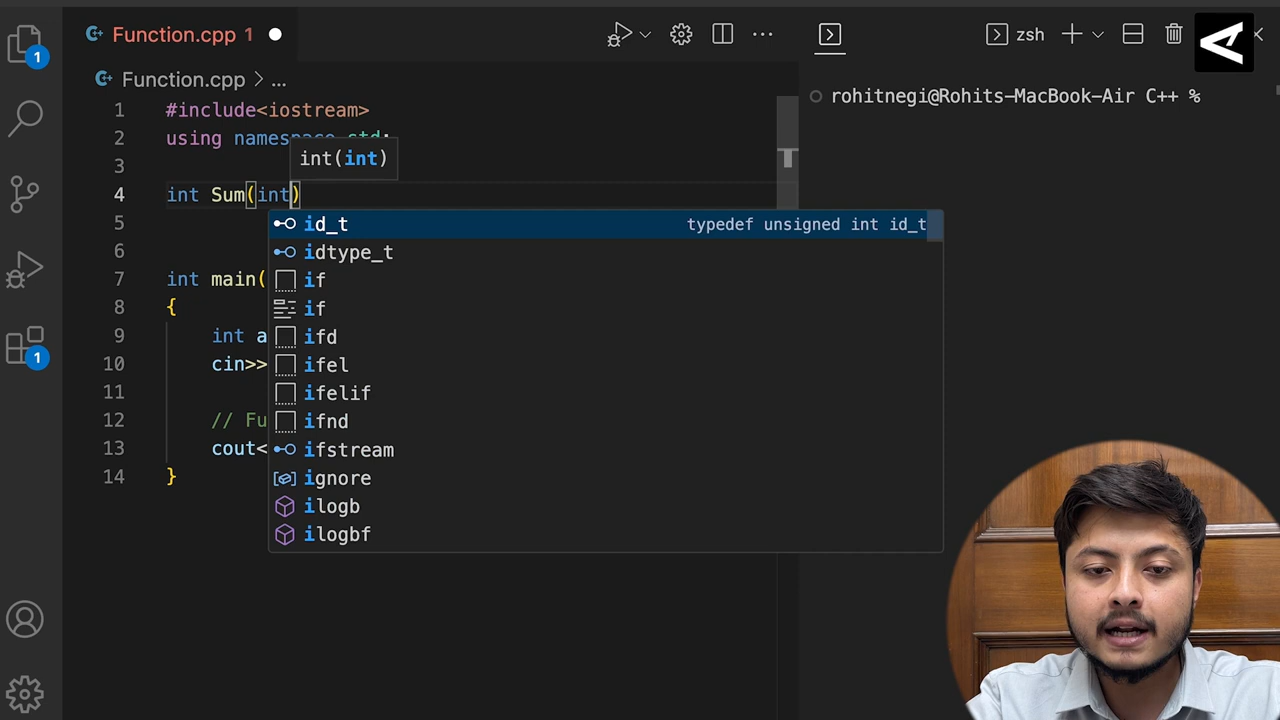 Function.cpp 1
zsh
1
Function.cpp > ...
1 #include<iostream>
2 using namespace std;
3
int(int)
4 int Sum(int)
5
6
7 int main(
8 {
9 int a
10 cin>>
11
12 // Fu
13 cout<
14 }
id_t typedef unsigned int id_t
idtype_t
if
if
ifd
ifel
ifelif
ifnd
ifstream
ignore
ilogb
ilogbf
1
rohitnegi@Rohits-MacBook-Air C++ %